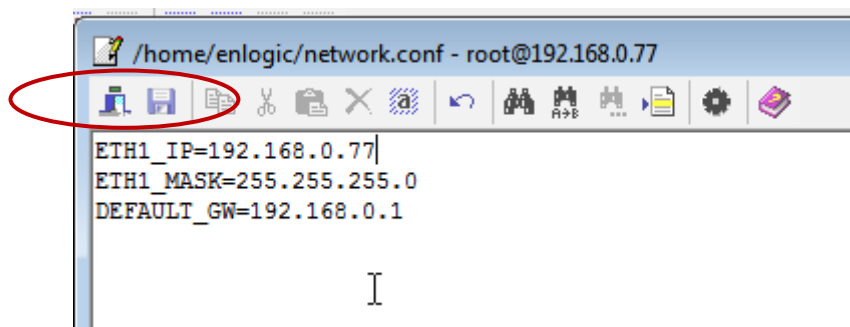 /home/enlogic/network.conf - root@192.168.0.77
ETH1_IP=192.168.0.77
ETH1_MASK=255.255.255.0
DEFAULT_GW=192.168.0.1